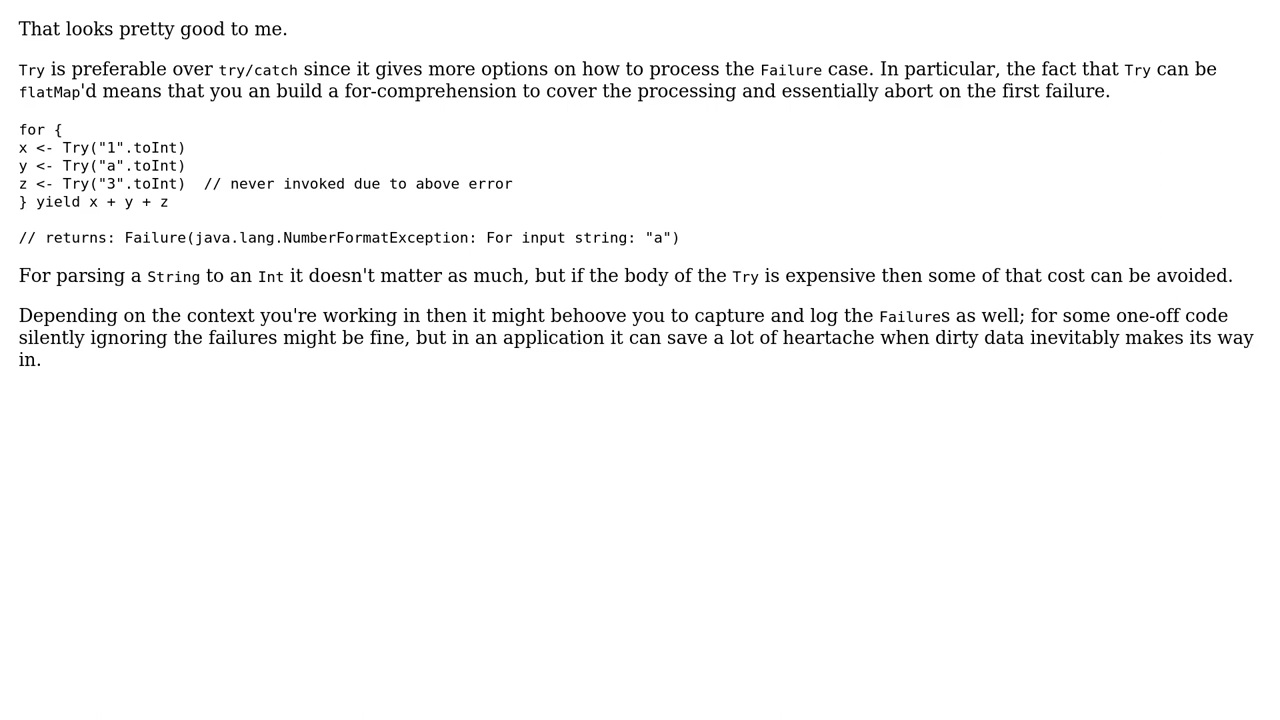 That looks pretty good to me.
Try is preferable over try/catch since it gives more options on how to process the Failure case. In particular, the fact that Try can be
flatMap'd means that you an build a for-comprehension to cover the processing and essentially abort on the first failure.
for {
x <- Try("1".toInt)
y <- Try("a".toInt)
z <- Try("3".toInt)  // never invoked due to above error
} yield x + y + z
// returns: Failure(java.lang.NumberFormatException: For input string: "a")
For parsing a String to an Int it doesn't matter as much, but if the body of the Try is expensive then some of that cost can be avoided.
Depending on the context you're working in then it might behoove you to capture and log the Failures as well; for some one-off code
silently ignoring the failures might be fine, but in an application it can save a lot of heartache when dirty data inevitably makes its way
in.